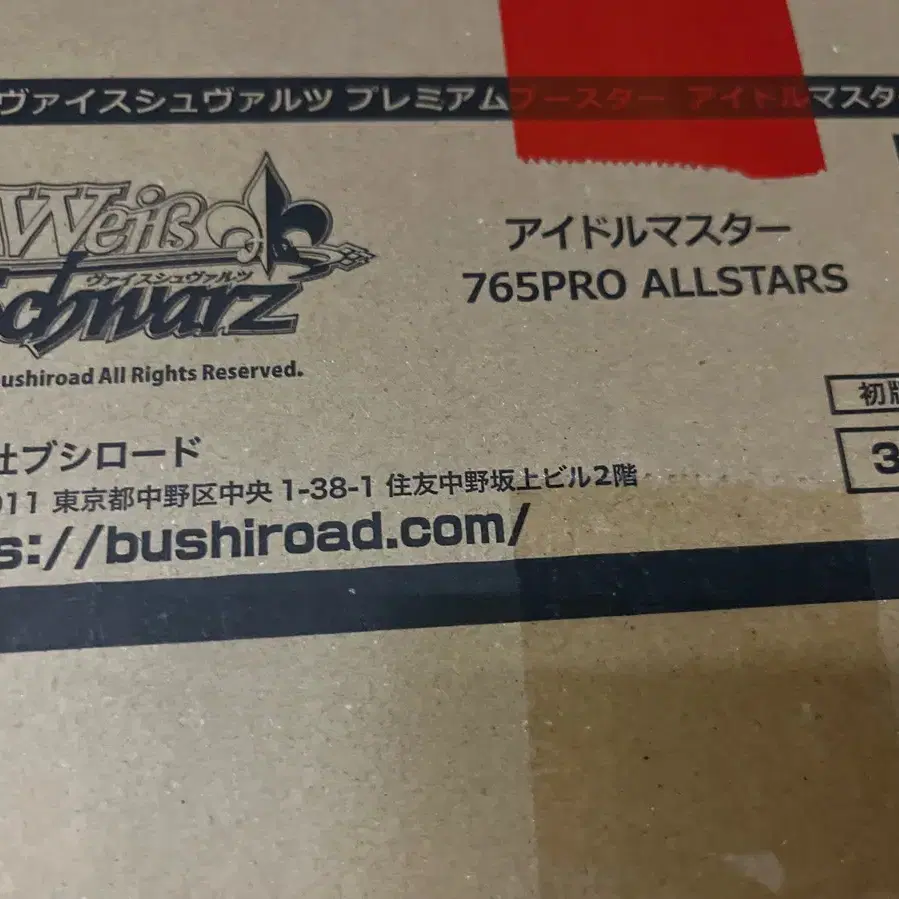 ヴァイスシュヴァルツ プレミアムブースター アイドルマスター
Weiß
ヴァイスシュヴァルツ
Schwarz
アイドルマスター
765PRO ALLSTARS
ushiroad All Rights Reserved.
初版
社ブシロード
3
011 東京都中野区中央 1-38-1 住友中野坂上ビル2階
s://bushiroad.com/